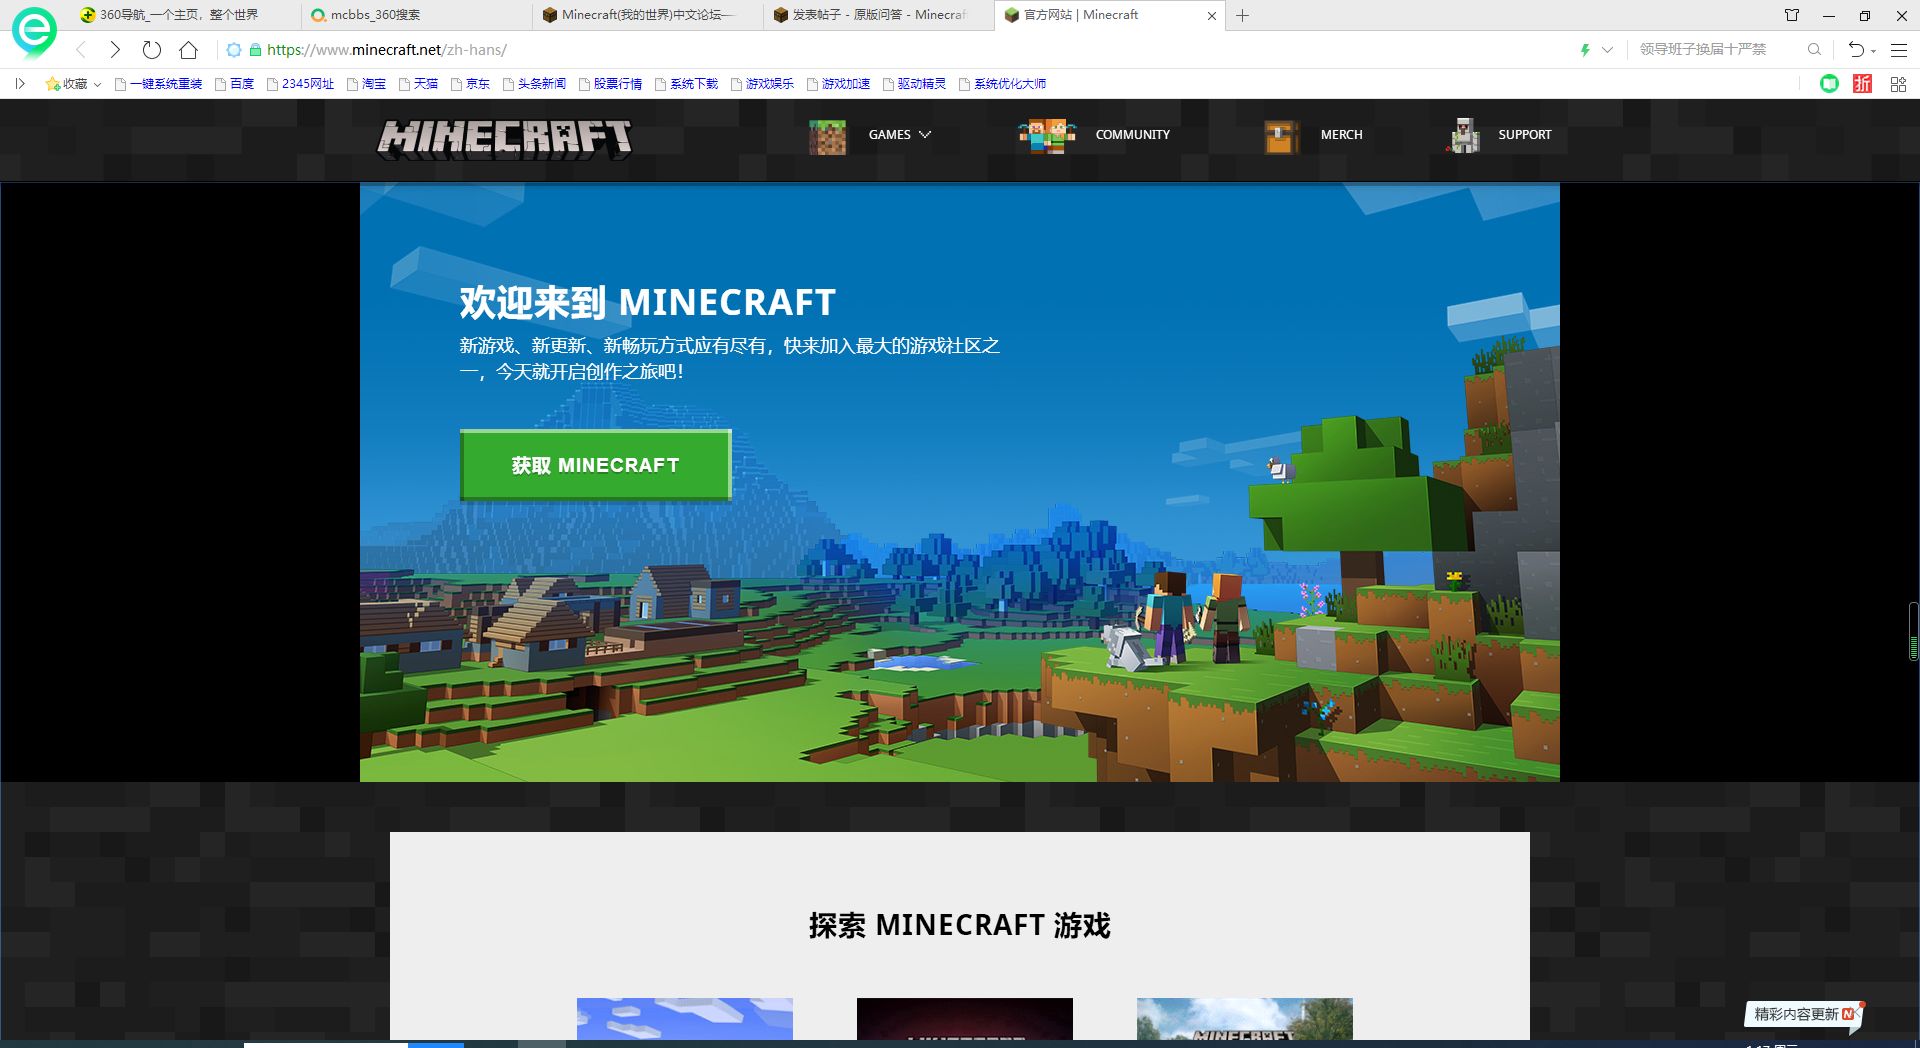 360导航_一个主页，整个世界
mcbbs_360搜索
Minecraft(我的世界)中文论坛—
发表帖子 - 原版问答 - Minecraf
官方网站 | Minecraft
https://www.minecraft.net/zh-hans/
领导班子换届十严禁
收藏
一键系统重装
百度
2345网址
淘宝
天猫
京东
头条新闻
股票行情
系统下载
游戏娱乐
游戏加速
驱动精灵
系统优化大师
折
MINECRAFT
GAMES
COMMUNITY
MERCH
SUPPORT
欢迎来到 MINECRAFT
新游戏、新更新、新畅玩方式应有尽有，快来加入最大的游戏社区之
一，今天就开启创作之旅吧！
获取 MINECRAFT
探索 MINECRAFT 游戏
MINECRAFT
精彩内容更新